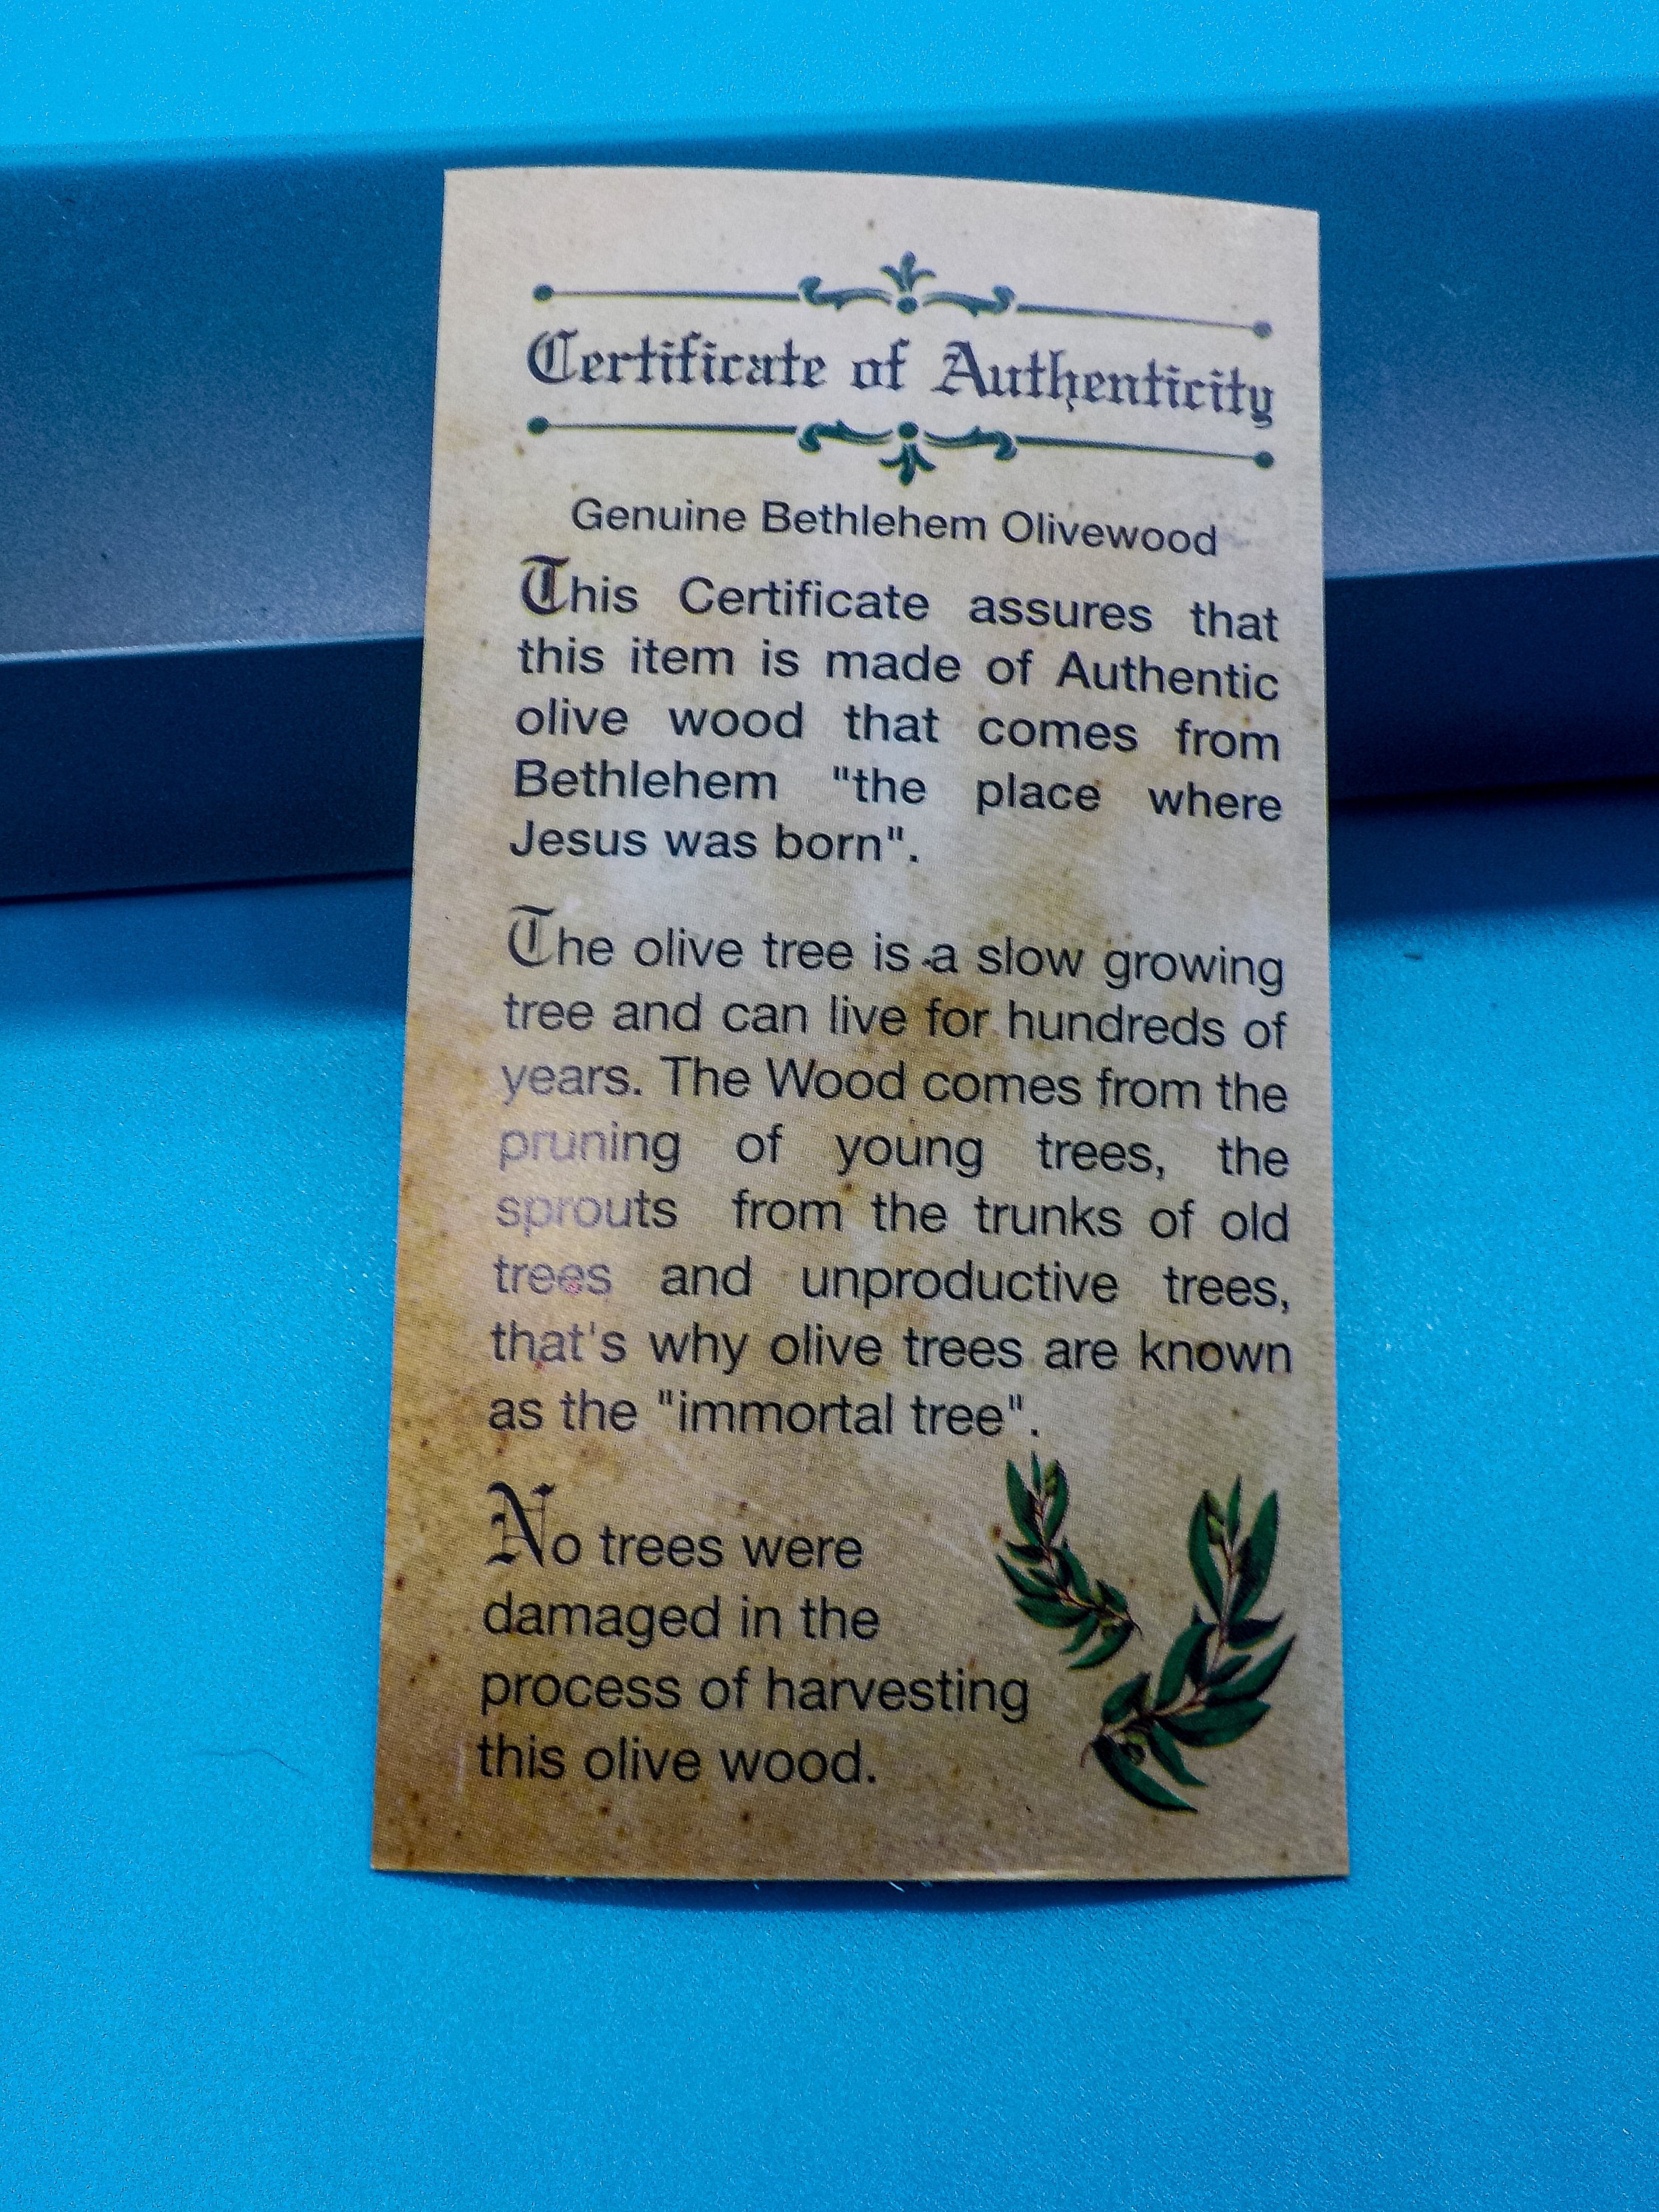 Certificate of Authenticity
Genuine Bethlehem Olivewood
This Certificate assures that
this item is made of Authentic
olive wood that comes from
Bethlehem "the place where
Jesus was born".
The olive tree is a slow growing
tree and can live for hundreds of
years. The Wood comes from the
pruning of young trees, the
sprouts from the trunks of old
trees and unproductive trees,
that's why olive trees are known
as the "immortal tree".
No trees were
damaged in the
process of harvesting
this olive wood.